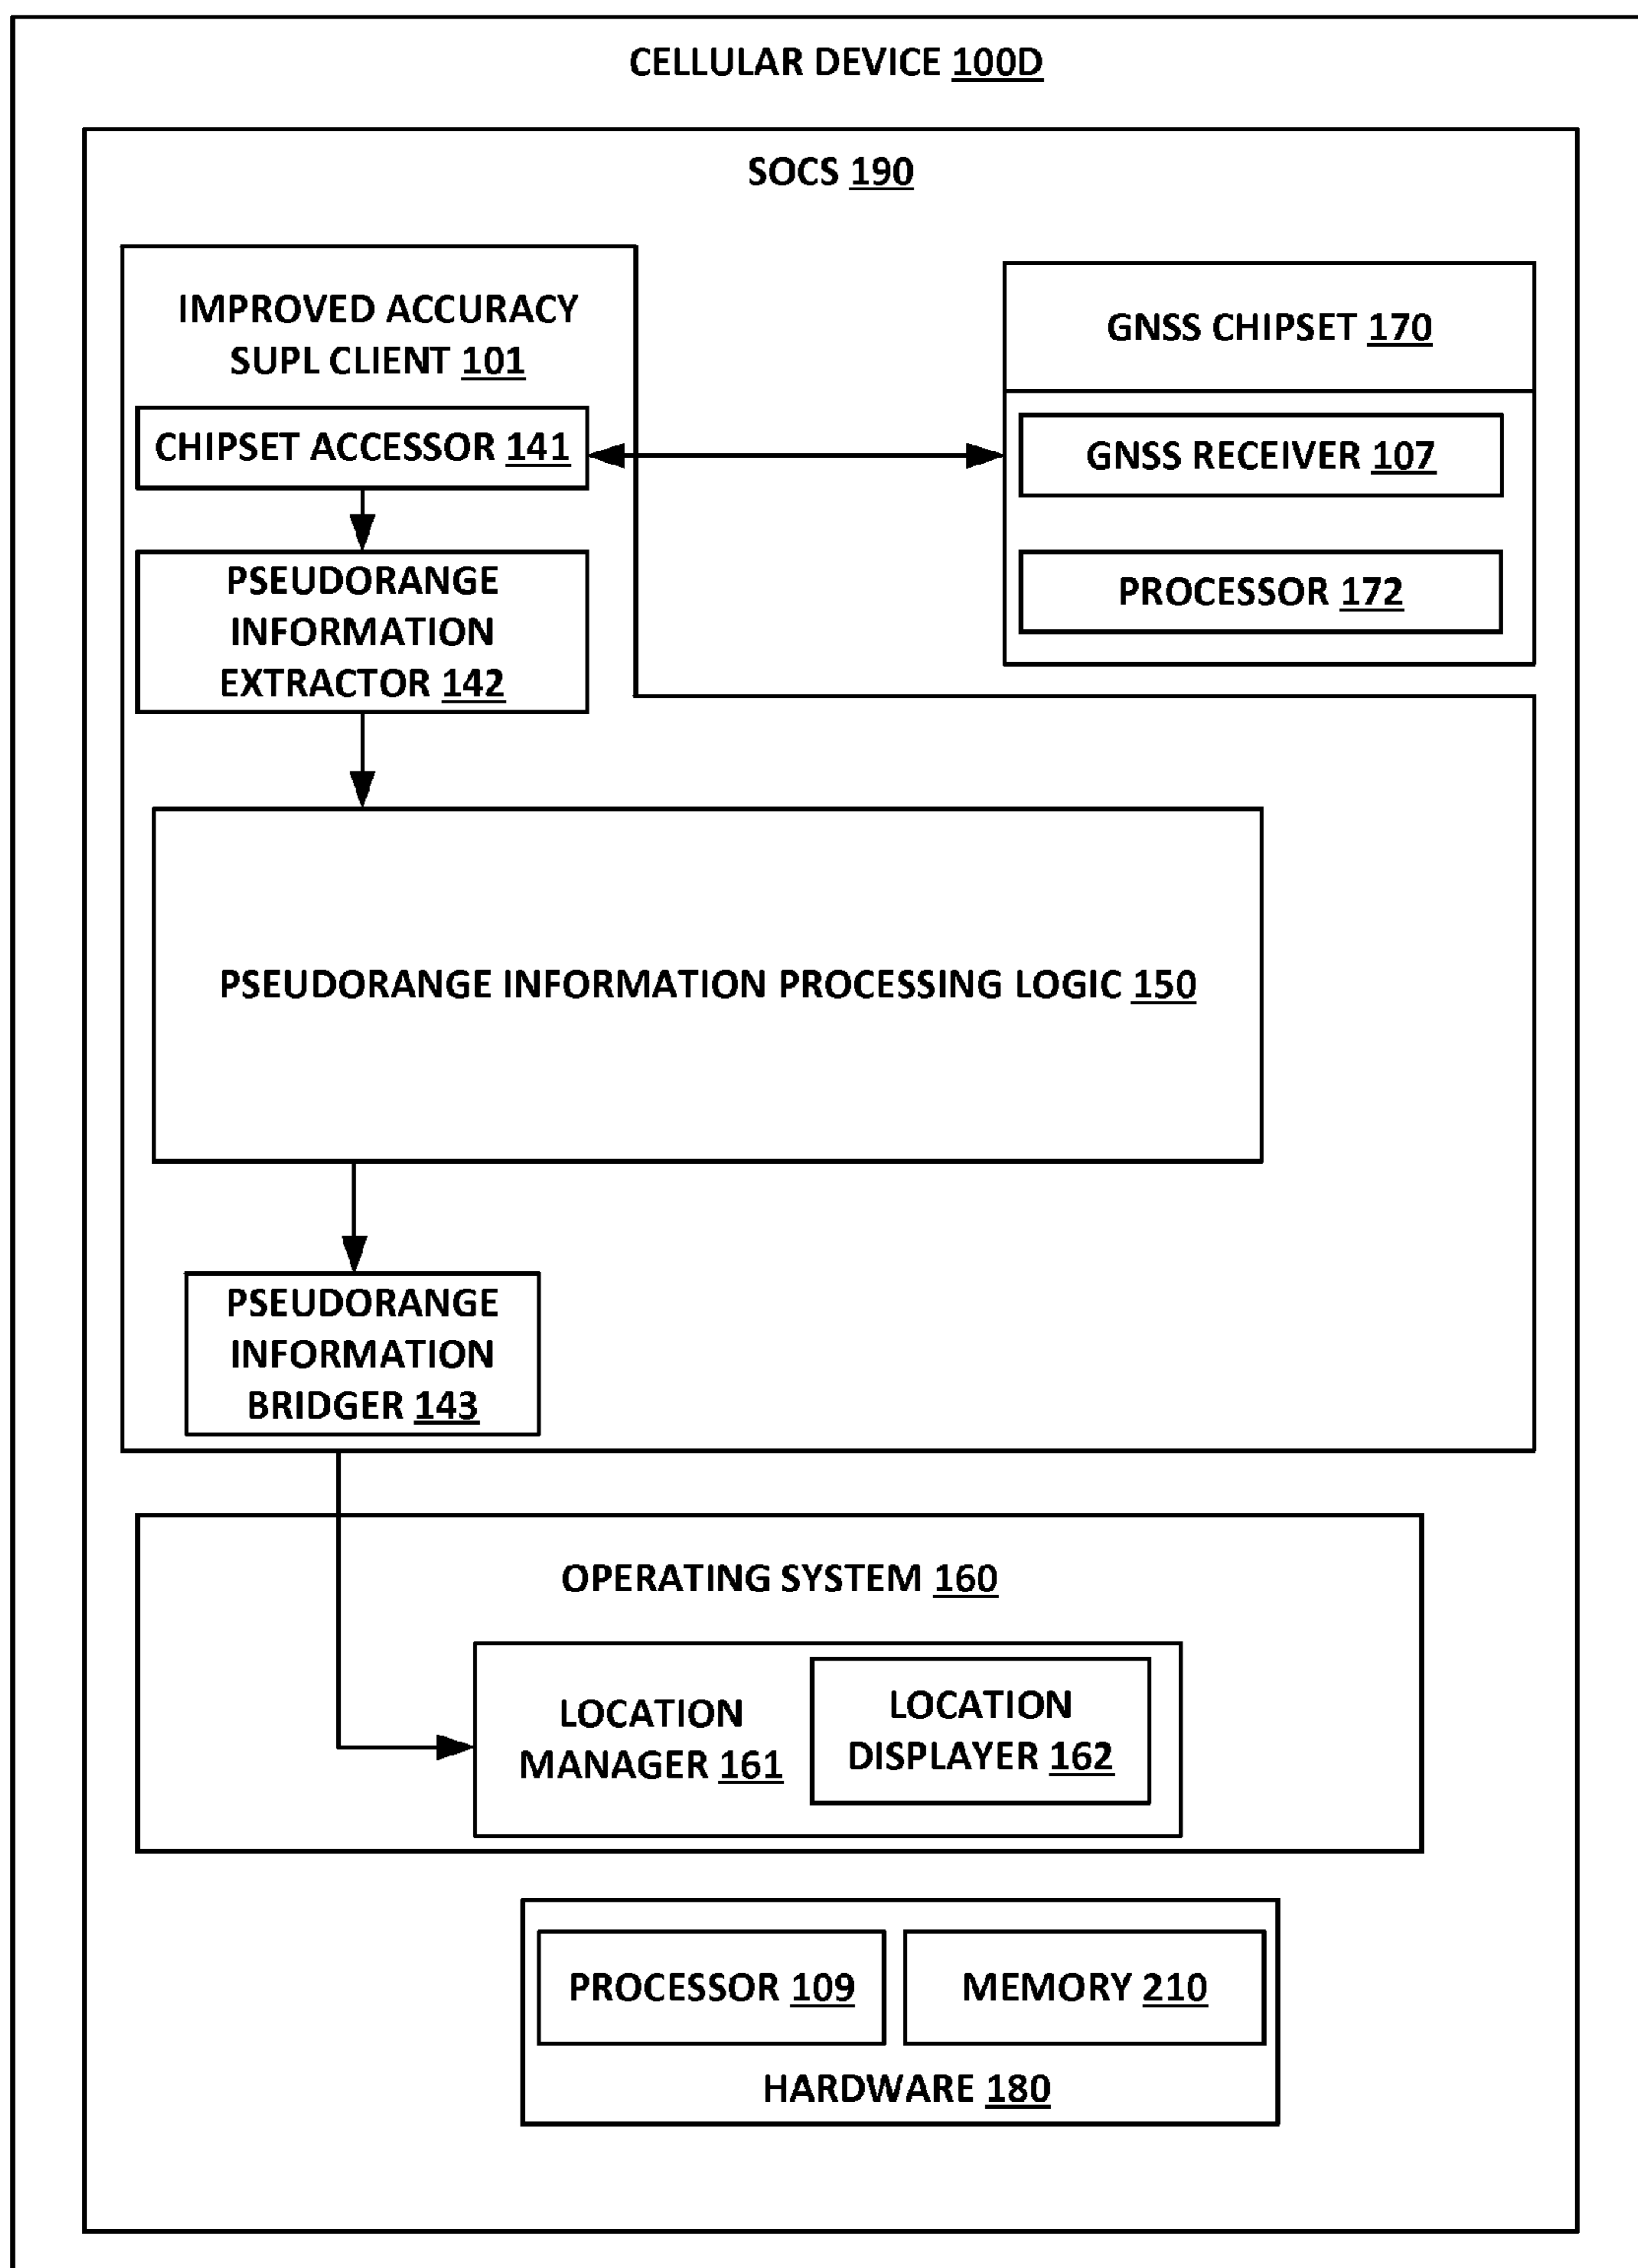 CELLULAR DEVICE 100D
SOCS 190
IMPROVED ACCURACY
SUPL CLIENT 101
CHIPSET ACCESSOR 141
PSEUDORANGE
INFORMATION
EXTRACTOR 142
GNSS CHIPSET 170
GNSS RECEIVER 107
PROCESSOR 172
PSEUDORANGE INFORMATION PROCESSING LOGIC 150
PSEUDORANGE
INFORMATION
BRIDGER 143
OPERATING SYSTEM 160
LOCATION
MANAGER 161
LOCATION
DISPLAYER 162
PROCESSOR 109
MEMORY 210
HARDWARE 180